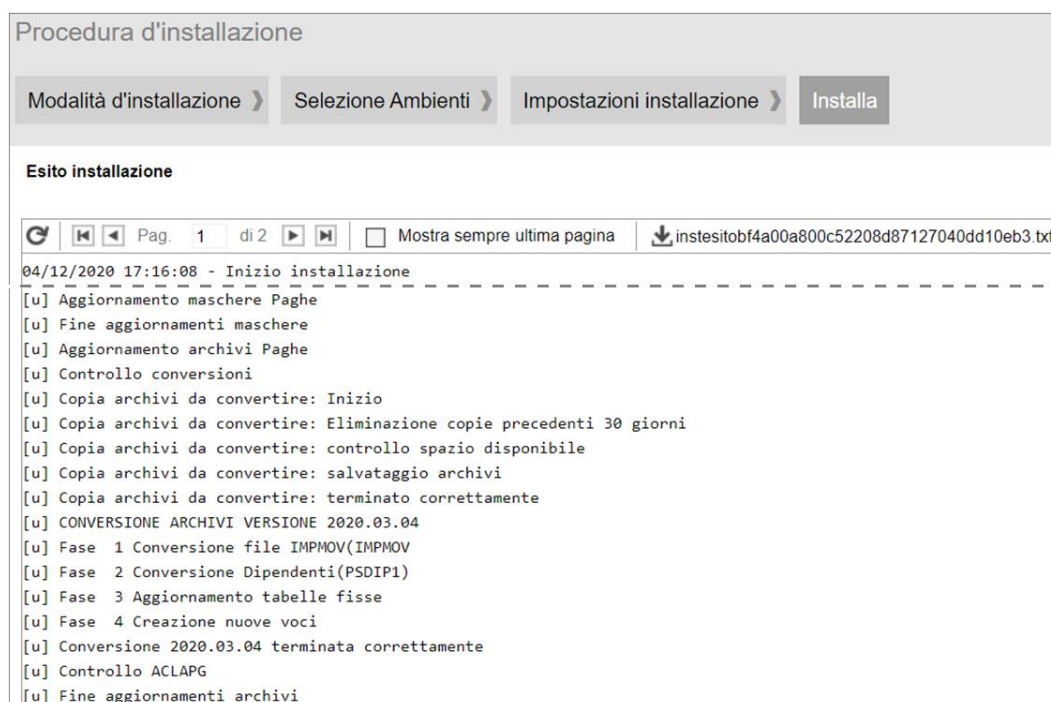 Procedura d'installazione
Modalità d'installazione Selezione Ambienti Impostazioni installazione Installa
Esito installazione
Pag. 1 di 2 Mostra sempre ultima pagina instesitobf4a00a800c52208d87127040dd10eb3.txt
04/12/2020 17:16:08 - Inizio installazione
[u] Aggiornamento maschere Paghe
[u] Fine aggiornamenti maschere
[u] Aggiornamento archivi Paghe
[u] Controllo conversioni
[u] Copia archivi da convertire: Inizio
[u] Copia archivi da convertire: Eliminazione copie precedenti 30 giorni
[u] Copia archivi da convertire: controllo spazio disponibile
[u] Copia archivi da convertire: salvataggio archivi
[u] Copia archivi da convertire: terminato correttamente
[u] CONVERSIONE ARCHIVI VERSIONE 2020.03.04
[u] Fase 1 Conversione file IMPMOV(IMPMOV
[u] Fase 2 Conversione Dipendenti(PSDIP1)
[u] Fase 3 Aggiornamento tabelle fisse
[u] Fase 4 Creazione nuove voci
[u] Conversione 2020.03.04 terminata correttamente
[u] Controllo ACLAPG
[u] Fine aggiornamenti archivi